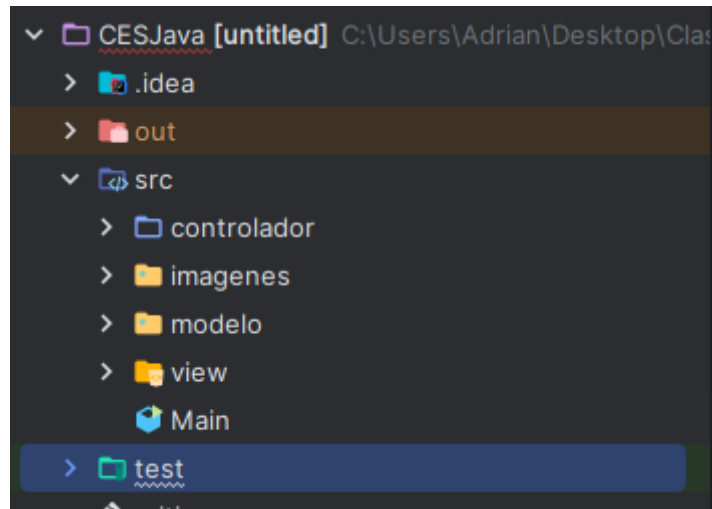 CESJava [untitled] C:\Users\Adrian\Desktop\Clas
.idea
out
src
controlador
imagenes
modelo
view
Main
test